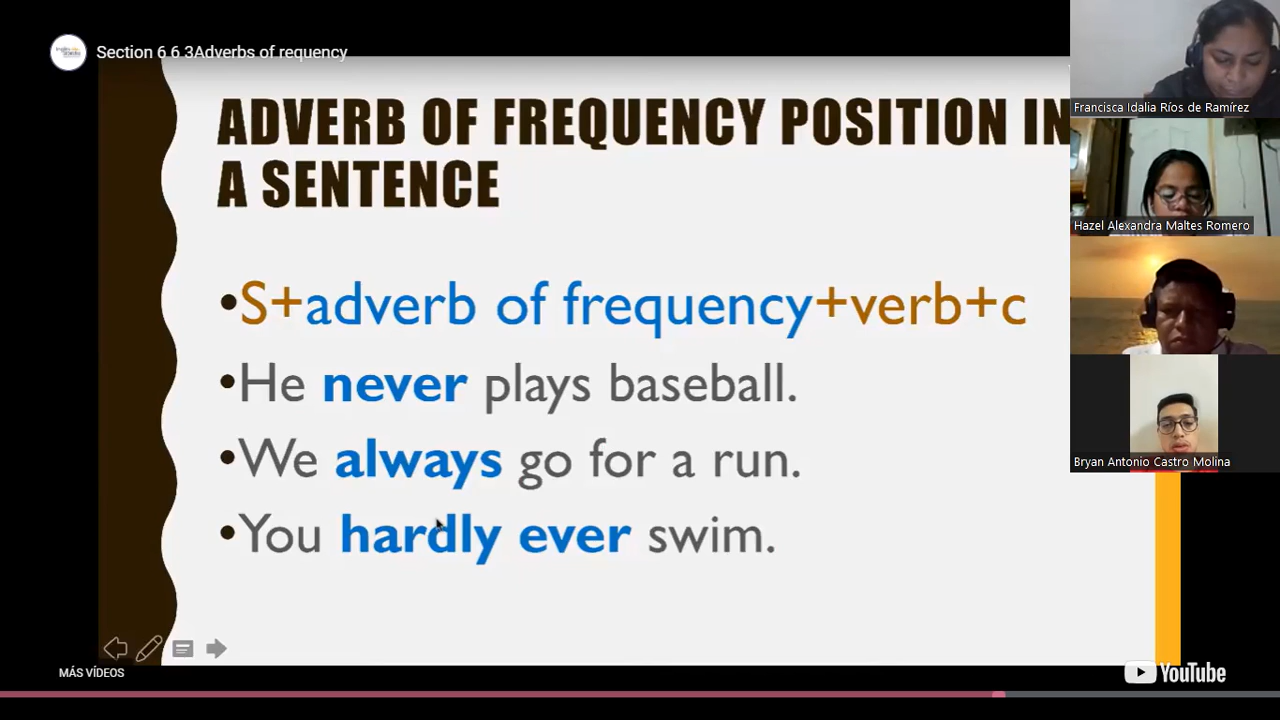 Section 6 6 3Adverbs of requency
ADVERB OF FREQUENCY POSITION IN
A SENTENCE
•S+adverb of frequency+verb+c
•He never plays baseball.
•We always go for a run.
•You hardly ever swim.
MÁS VÍDEOS
YouTube
Francisca Idalia Ríos de Ramírez
Hazel Alexandra Maltes Romero
Bryan Antonio Castro Molina